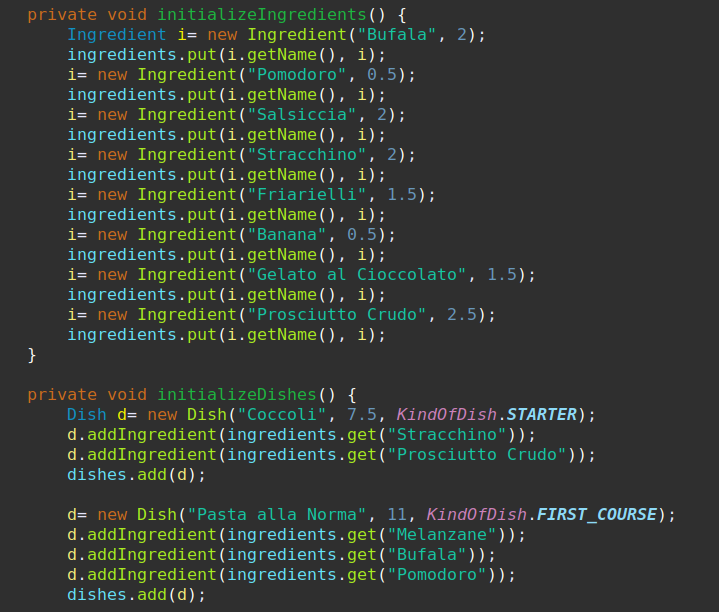 private void initializeIngredients() {
Ingredient i= new Ingredient("Bufala", 2);
ingredients.put(i.getName(), i);
i= new Ingredient("Pomodoro", 0.5);
ingredients.put(i.getName(), i);
i= new Ingredient("Salsiccia", 2);
ingredients.put(i.getName(), i);
i= new Ingredient("Stracchino", 2);
ingredients.put(i.getName(), i);
i= new Ingredient("Friarielli", 1.5);
ingredients.put(i.getName(), i);
i= new Ingredient("Banana", 0.5);
ingredients.put(i.getName(), i);
i= new Ingredient("Gelato al Cioccolato", 1.5);
ingredients.put(i.getName(), i);
i= new Ingredient("Prosciutto Crudo", 2.5);
ingredients.put(i.getName(), i);
}
private void initializeDishes() {
Dish d= new Dish("Coccoli", 7.5, KindOfDish.STARTER);
d.addIngredient(ingredients.get("Stracchino"));
d.addIngredient(ingredients.get("Prosciutto Crudo"));
dishes.add(d);
d= new Dish("Pasta alla Norma", 11, KindOfDish.FIRST_COURSE);
d.addIngredient(ingredients.get("Melanzane"));
d.addIngredient(ingredients.get("Bufala"));
d.addIngredient(ingredients.get("Pomodoro"));
dishes.add(d);